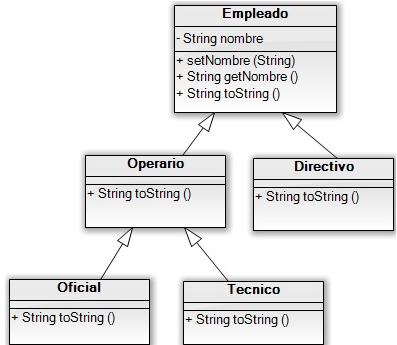 Empleado
- String nombre
+ setNombre (String)
+ String getNombre ()
+ String toString ()
Operario
+ String toString ()
Directivo
+ String toString ()
Oficial
+ String toString ()
Tecnico
+ String toString ()